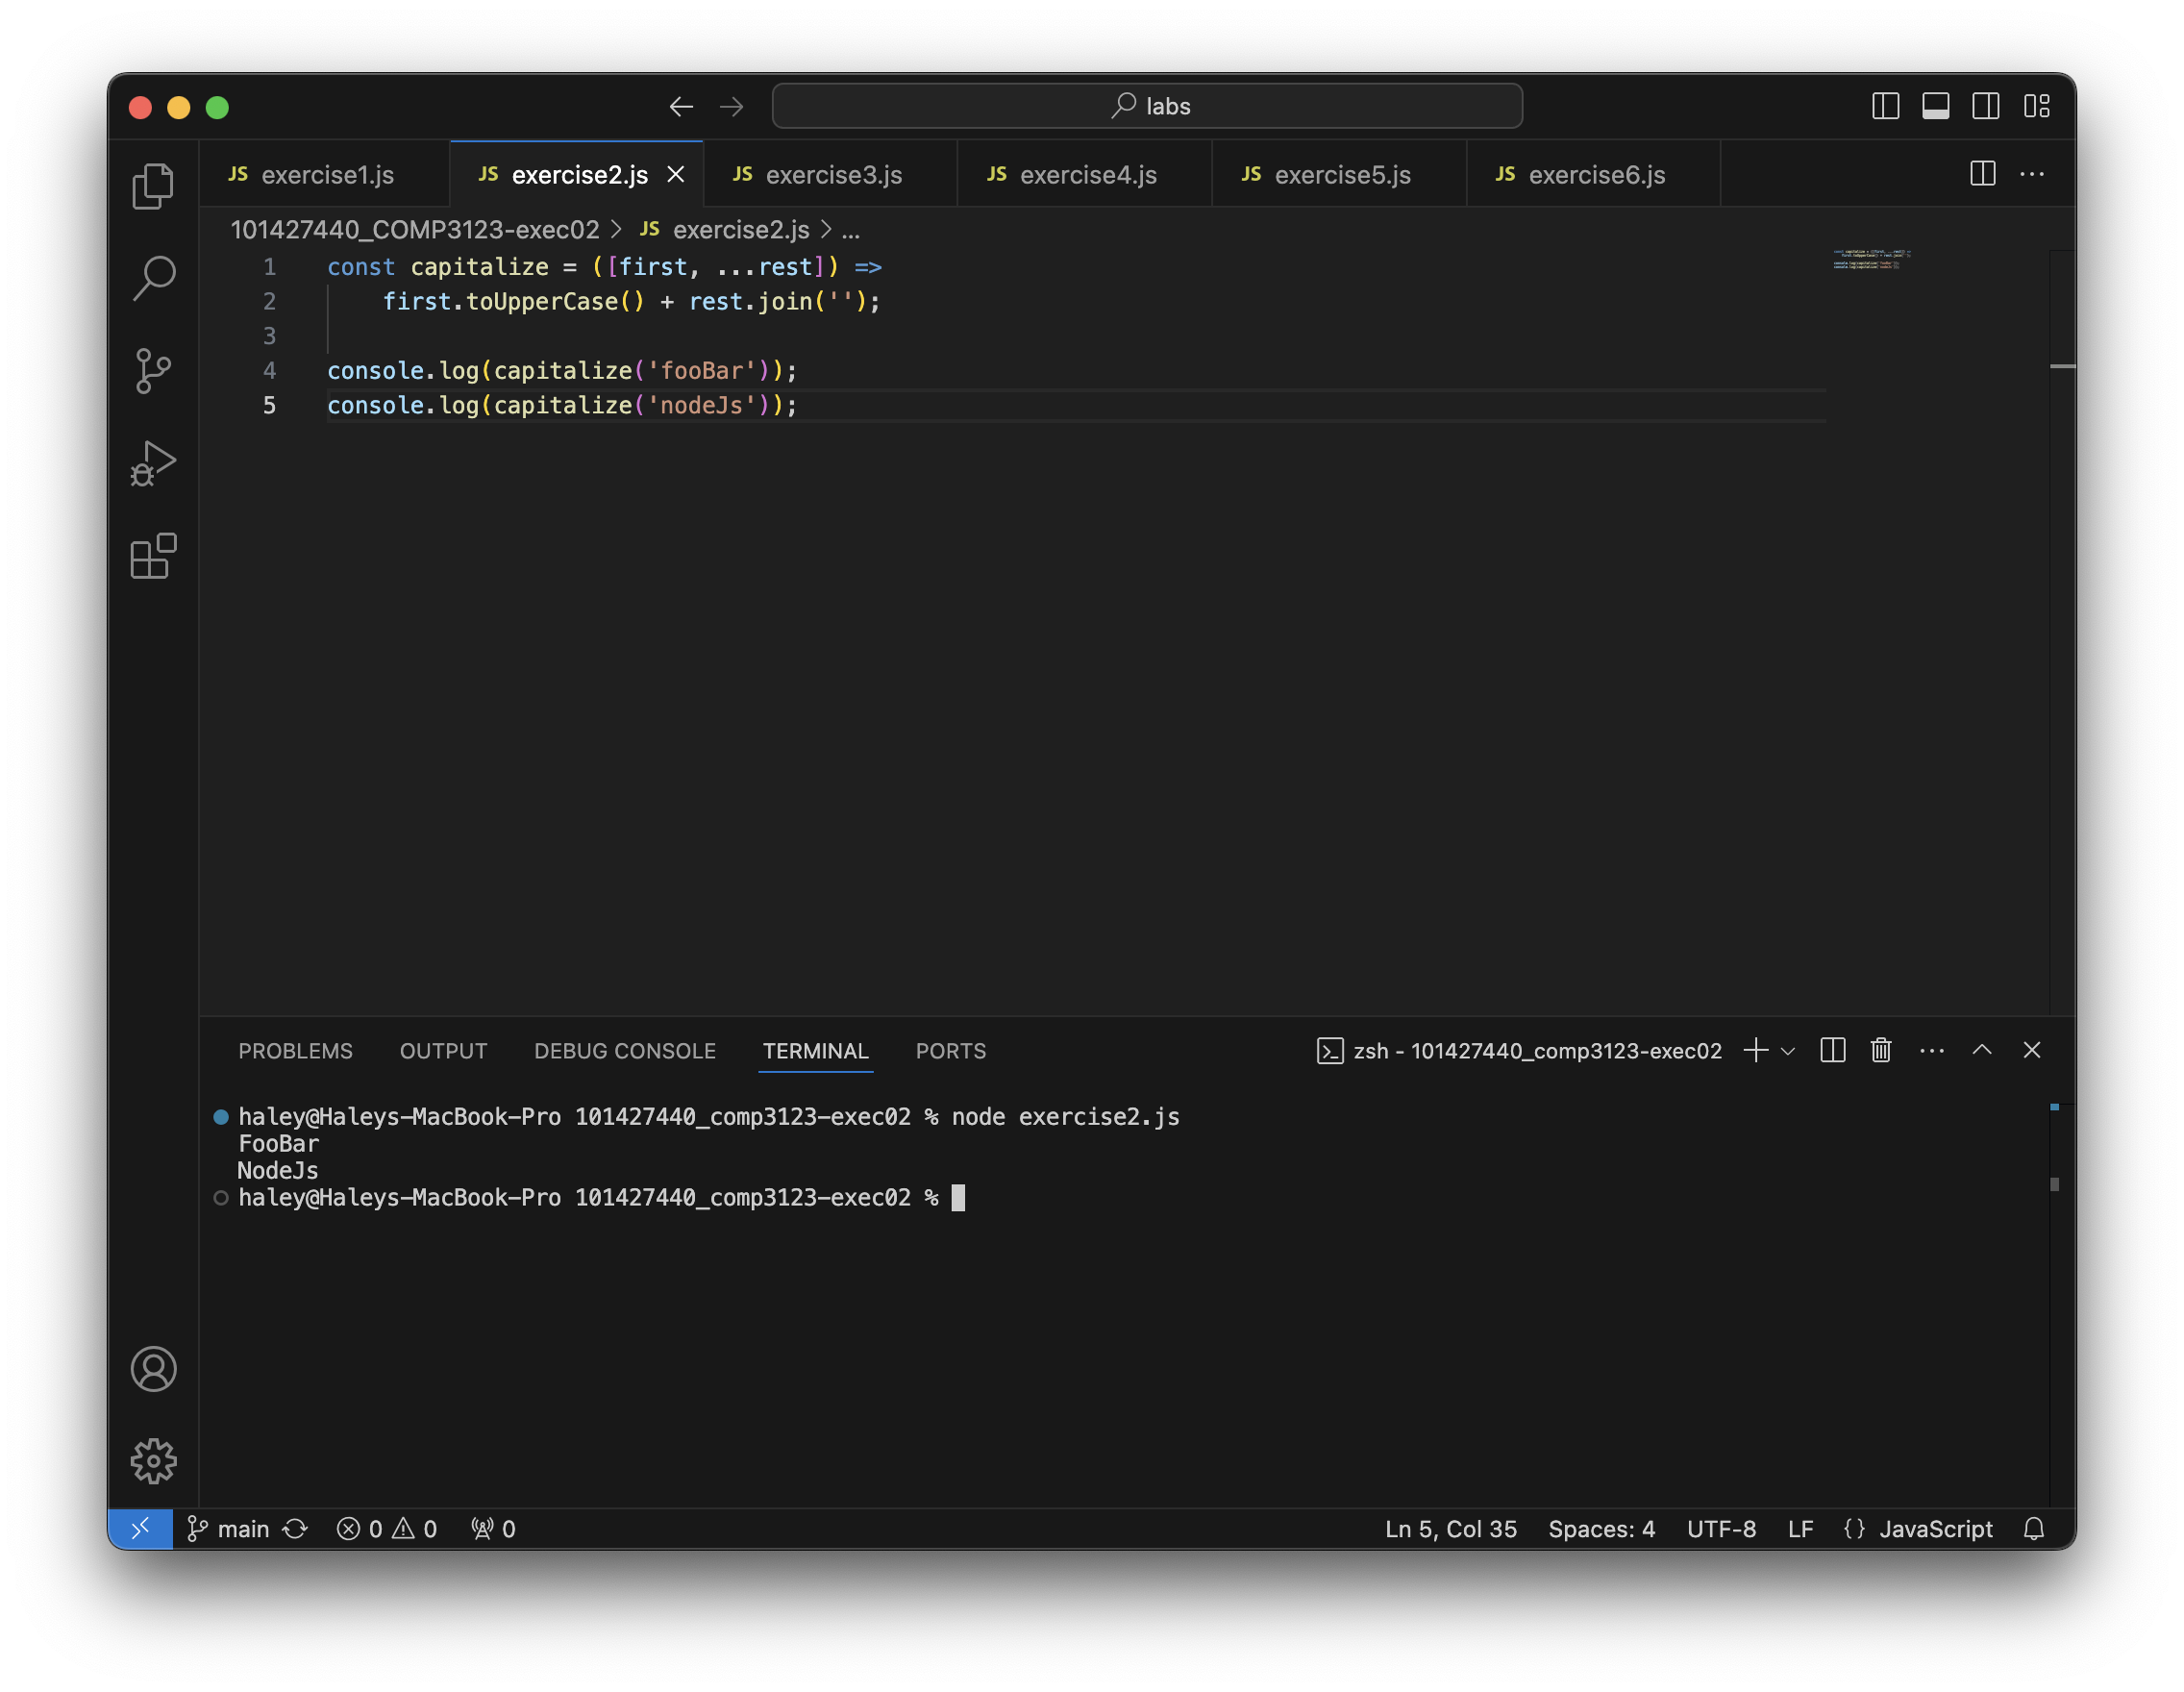 labs
JS exercise1.js
JS exercise2.js
JS exercise3.js
JS exercise4.js
JS exercise5.js
JS exercise6.js
101427440_COMP3123-exec02 > JS exercise2.js > ...
1 const capitalize = ([first, ...rest]) =>
2 first.toUpperCase() + rest.join('');
3
4 console.log(capitalize('fooBar'));
5 console.log(capitalize('nodeJs'));
PROBLEMS OUTPUT DEBUG CONSOLE TERMINAL PORTS
zsh - 101427440_comp3123-exec02
haley@Haleys-MacBook-Pro 101427440_comp3123-exec02 % node exercise2.js
FooBar
NodeJs
haley@Haleys-MacBook-Pro 101427440_comp3123-exec02 %
main 0 0 0
Ln 5, Col 35 Spaces: 4 UTF-8 LF {} JavaScript